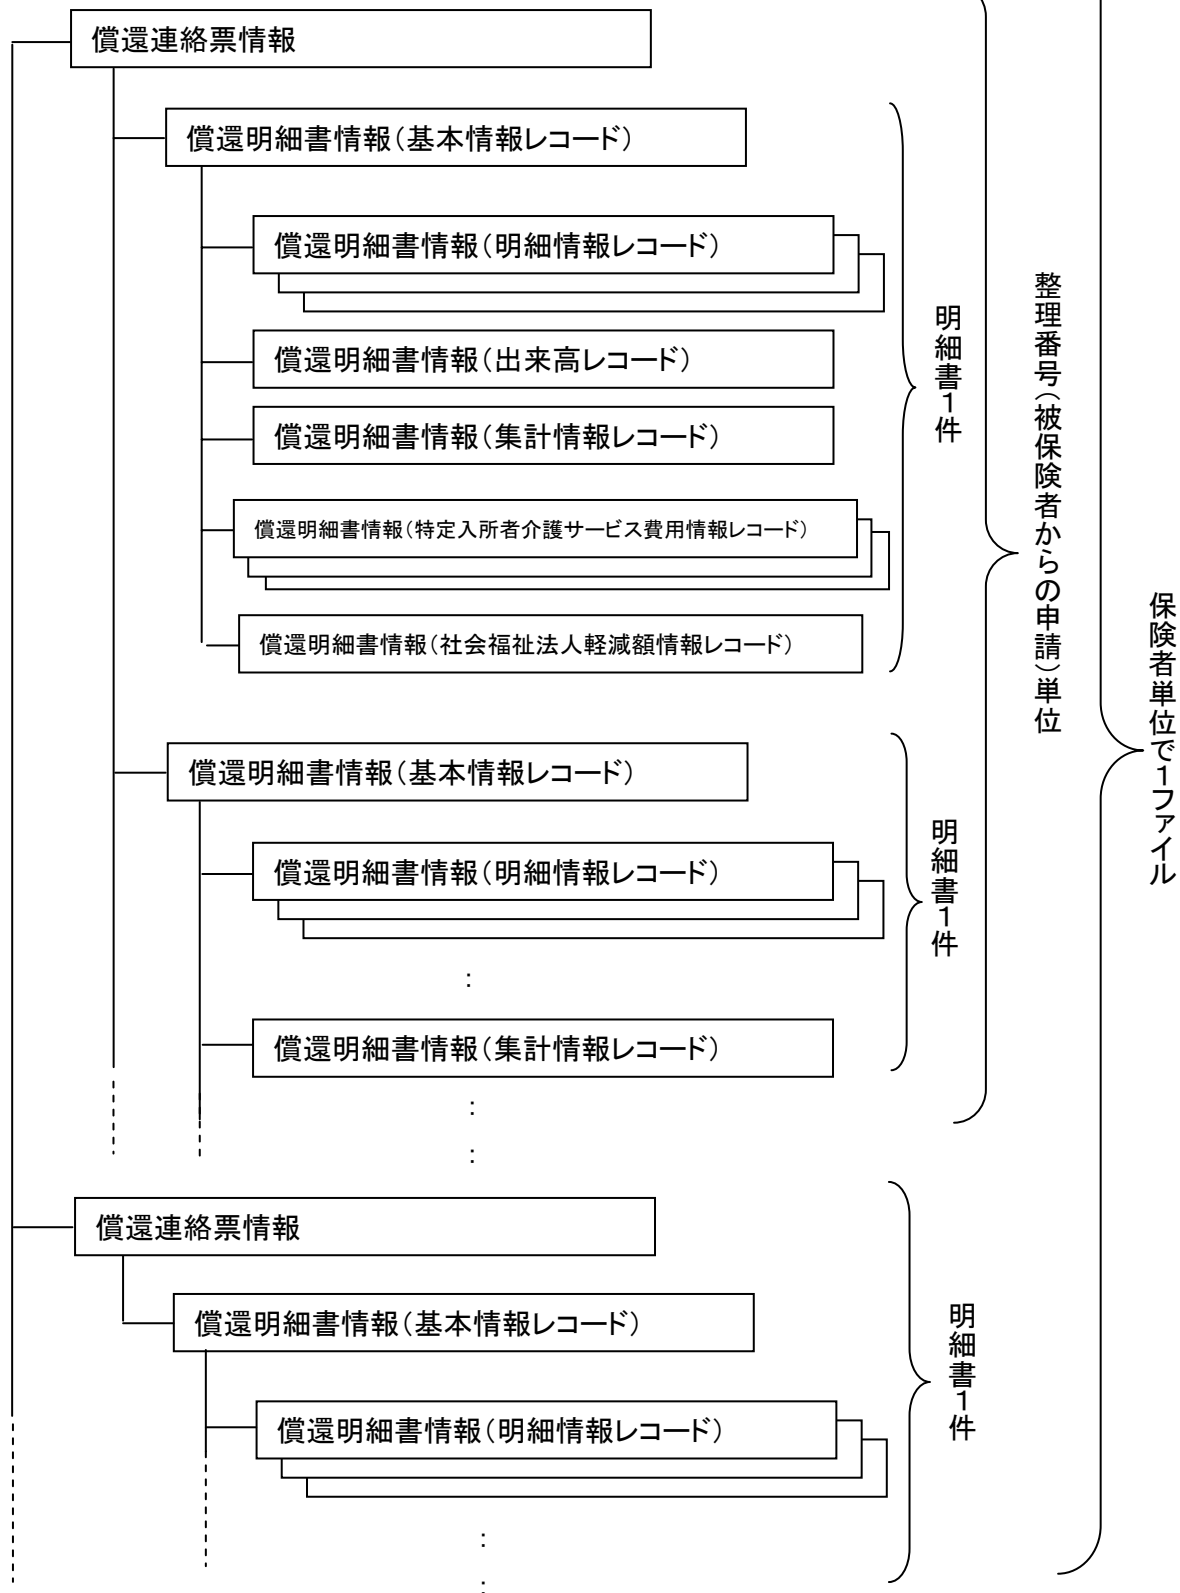 償還連絡票情報
償還明細書情報（基本情報レコード）
償還明細書情報（明細情報レコード）
償還明細書情報（出来高レコード）
償還明細書情報（集計情報レコード）
償還明細書情報（特定入所者介護サービス費用情報レコード）
償還明細書情報（社会福祉法人軽減額情報レコード）
明細書１件
償還明細書情報（基本情報レコード）
償還明細書情報（明細情報レコード）
：
償還明細書情報（集計情報レコード）
：
：
明細書１件
整理番号（被保険者からの申請）単位
償還連絡票情報
償還明細書情報（基本情報レコード）
償還明細書情報（明細情報レコード）
：
：
明細書１件
保険者単位で１ファイル